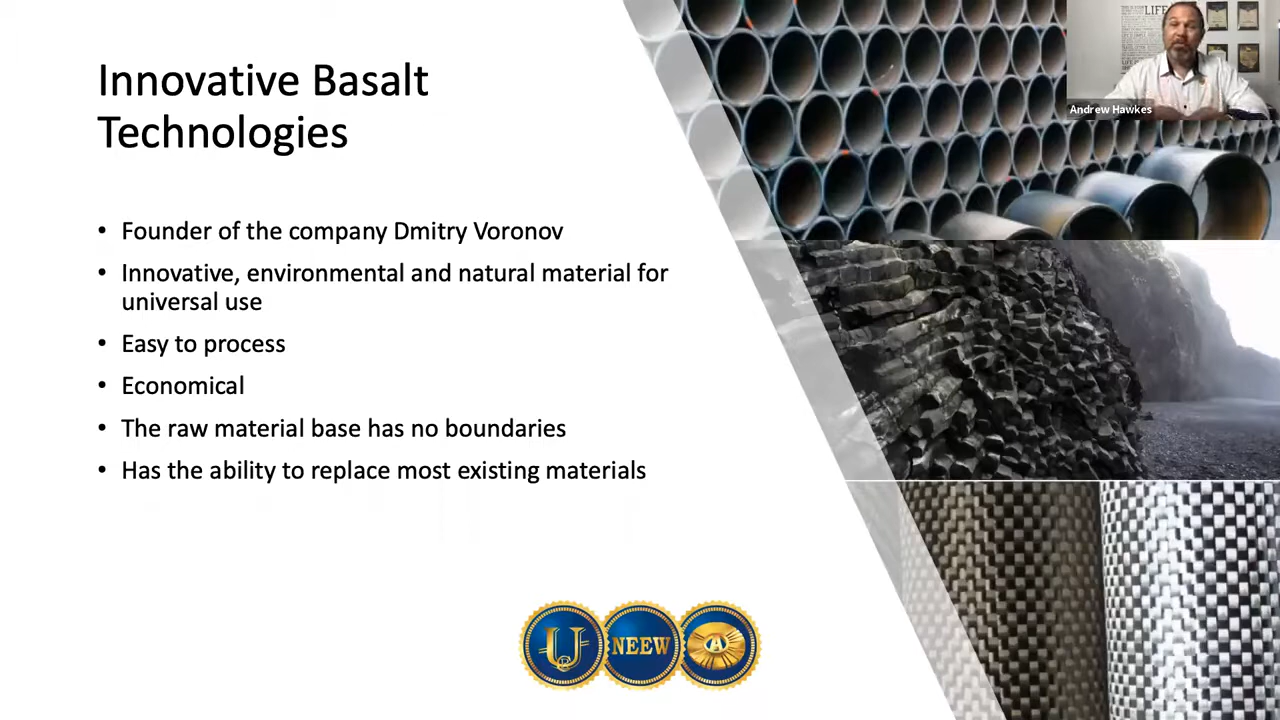 Innovative Basalt
Technologies
• Founder of the company Dmitry Voronov
• Innovative, environmental and natural material for
universal use
• Easy to process
• Economical
• The raw material base has no boundaries
• Has the ability to replace most existing materials
LIFE
Andrew Hawkes
U
NEEW
A